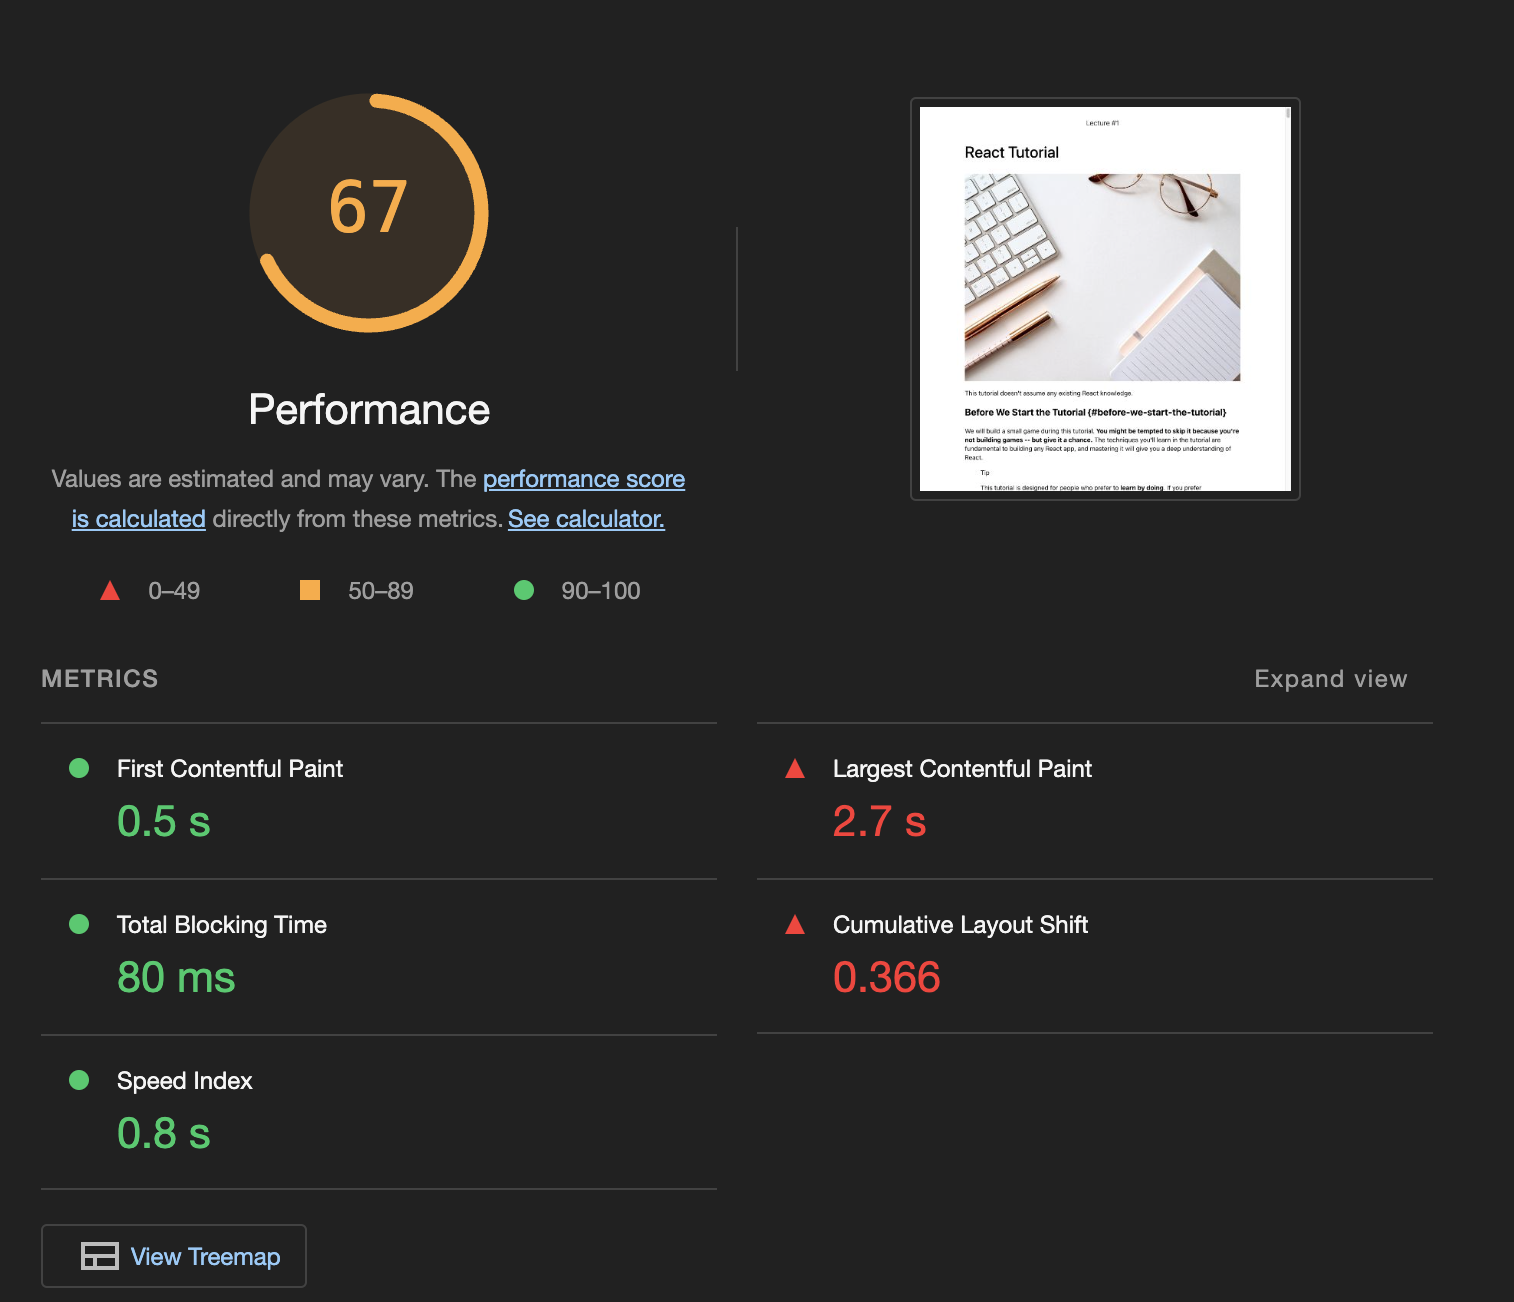 67
Performance
Values are estimated and may vary. The performance score
is calculated directly from these metrics. See calculator.
0–49
50–89
90–100
Lecture #1
React Tutorial
This tutorial doesn't assume any existing React knowledge.
Before We Start the Tutorial {#before-we-start-the-tutorial}
We will build a small game during this tutorial. You might be tempted to skip it because you're
not building games -- but give it a chance. The techniques you'll learn in the tutorial are
fundamental to building any React app, and mastering it will give you a deep understanding of
React.
Tip
This tutorial is designed for people who prefer to learn by doing. If you prefer
METRICS
Expand view
First Contentful Paint
0.5 s
Largest Contentful Paint
2.7 s
Total Blocking Time
80 ms
Cumulative Layout Shift
0.366
Speed Index
0.8 s
View Treemap